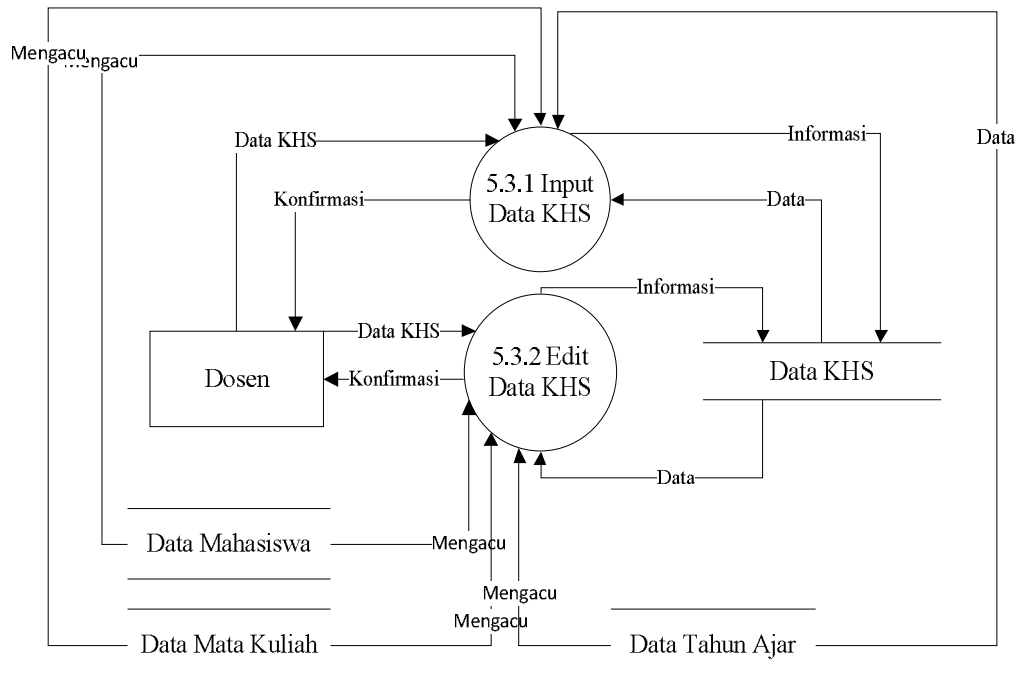 Mengacu
Mengacu
Data KHS
Informasi
Data
5.3.1 Input
Data KHS
Konfirmasi
Data
Informasi
Data KHS
5.3.2 Edit
Data KHS
Dosen
Konfirmasi
Data KHS
Data
Data Mahasiswa
Mengacu
Mengacu
Mengacu
Data Mata Kuliah
Data Tahun Ajar